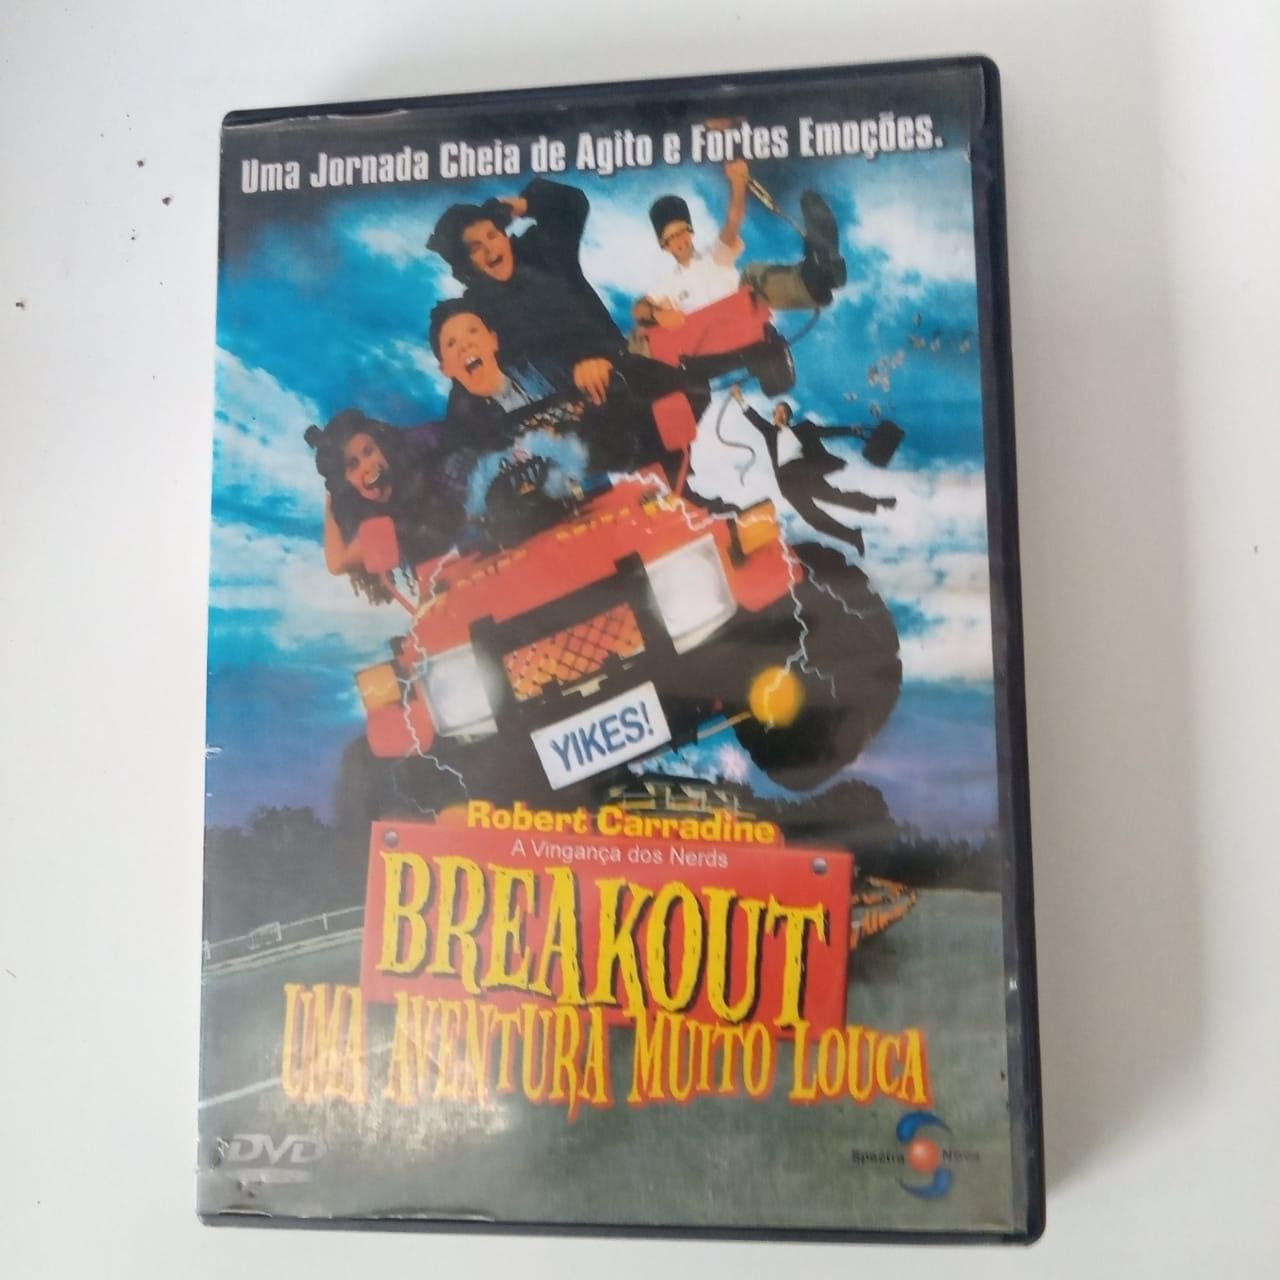 Uma Jornada Cheia de Agito e Fortes Emoções.
YIKES!
Robert Carradine
A Vingança dos Nerds
BREAKOUT
UMA AVENTURA MUITO LOUCA
DVD
Spectra Nova